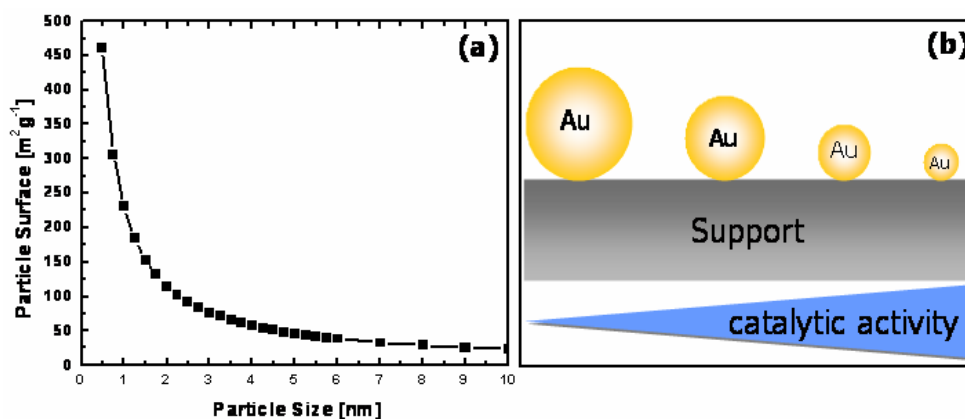 (a)
Particle Surface [m²g⁻¹]
500
450
400
350
300
250
200
150
100
50
0
0 1 2 3 4 5 6 7 8 9 10
Particle Size [nm]
(b)
Au Au Au Au
Support
catalytic activity